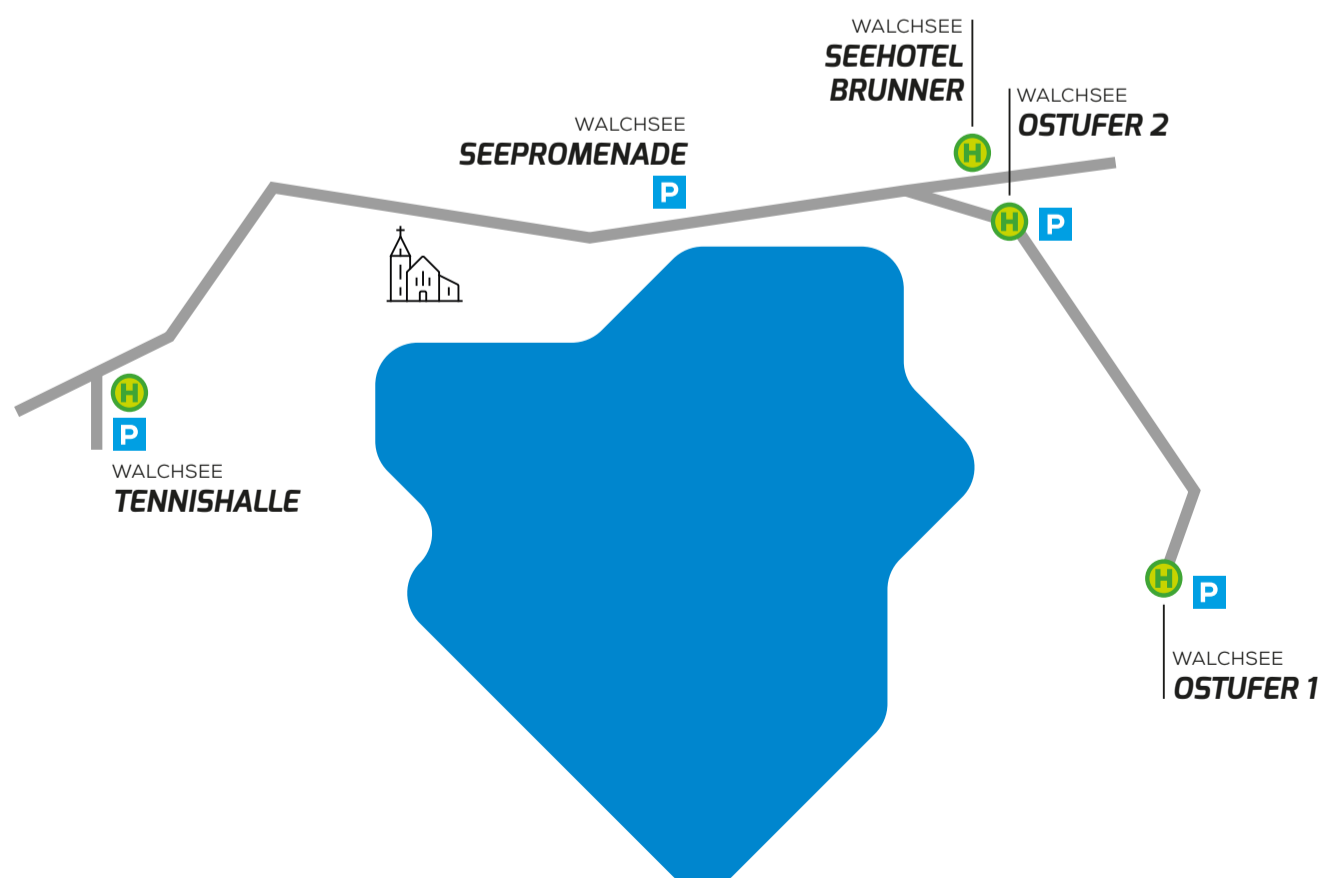 WALCHSEE
SEEHOTEL
BRUNNER
H
WALCHSEE
OSTUFER 2
H
P
WALCHSEE
SEEPROMENADE
P
H
P
WALCHSEE
TENNISHALLE
H
P
WALCHSEE
OSTUFER 1